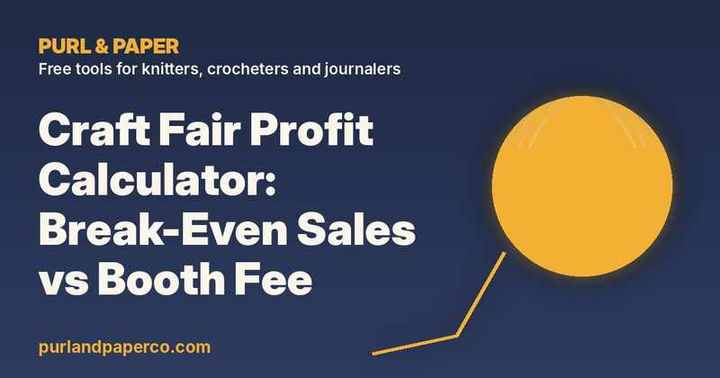 PURL & PAPER
Free tools for knitters, crocheters and journalers
Craft Fair Profit
Calculator:
Break-Even Sales
vs Booth Fee
purlandpaperco.com